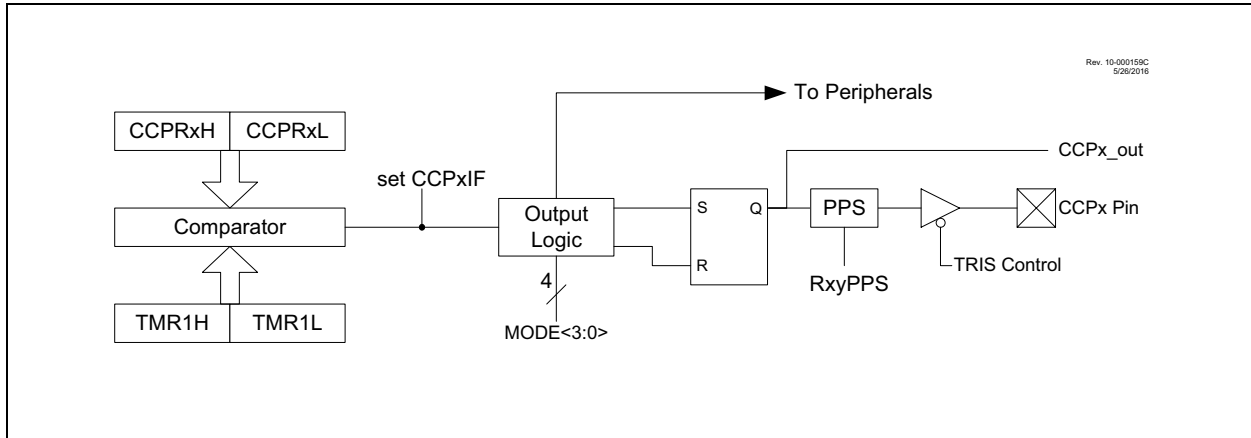 Rev. 10-000159C
5/26/2016
To Peripherals
CCPRxH CCPRxL
CCPx_out
set CCPxIF
Comparator
Output
Logic
S Q
R
PPS
CCPx Pin
TRIS Control
RxyPPS
4
TMR1H TMR1L
MODE<3:0>